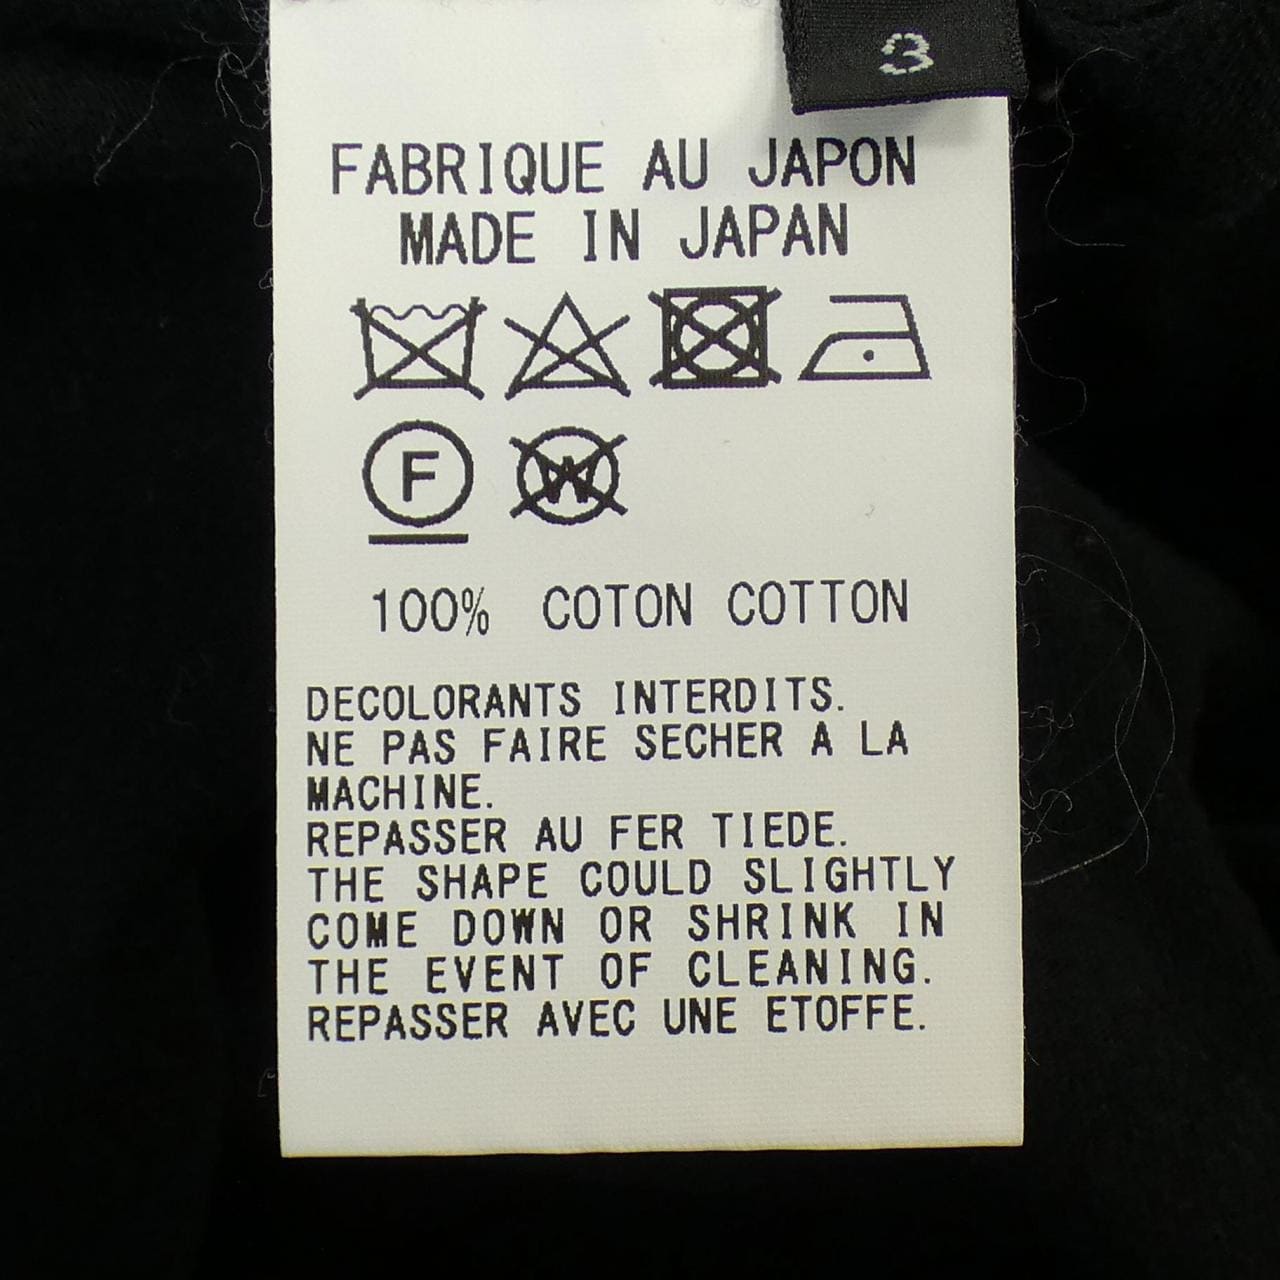 3
FABRIQUE AU JAPON
MADE IN JAPAN
F W
100% COTON COTTON
DECOLORANTS INTERDITS.
NE PAS FAIRE SECHER A LA
MACHINE.
REPASSER AU FER TIEDE.
THE SHAPE COULD SLIGHTLY
COME DOWN OR SHRINK IN
THE EVENT OF CLEANING.
REPASSER AVEC UNE ETOFFE.